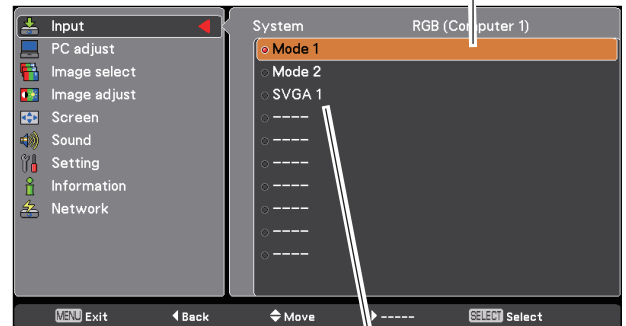 Input
PC adjust
Image select
Image adjust
Screen
Sound
Setting
Information
Network
System RGB (Computer 1)
Mode 1
Mode 2
SVGA 1
----
----
----
----
----
----
----
MENU Exit Back Move ----- SELECT Select